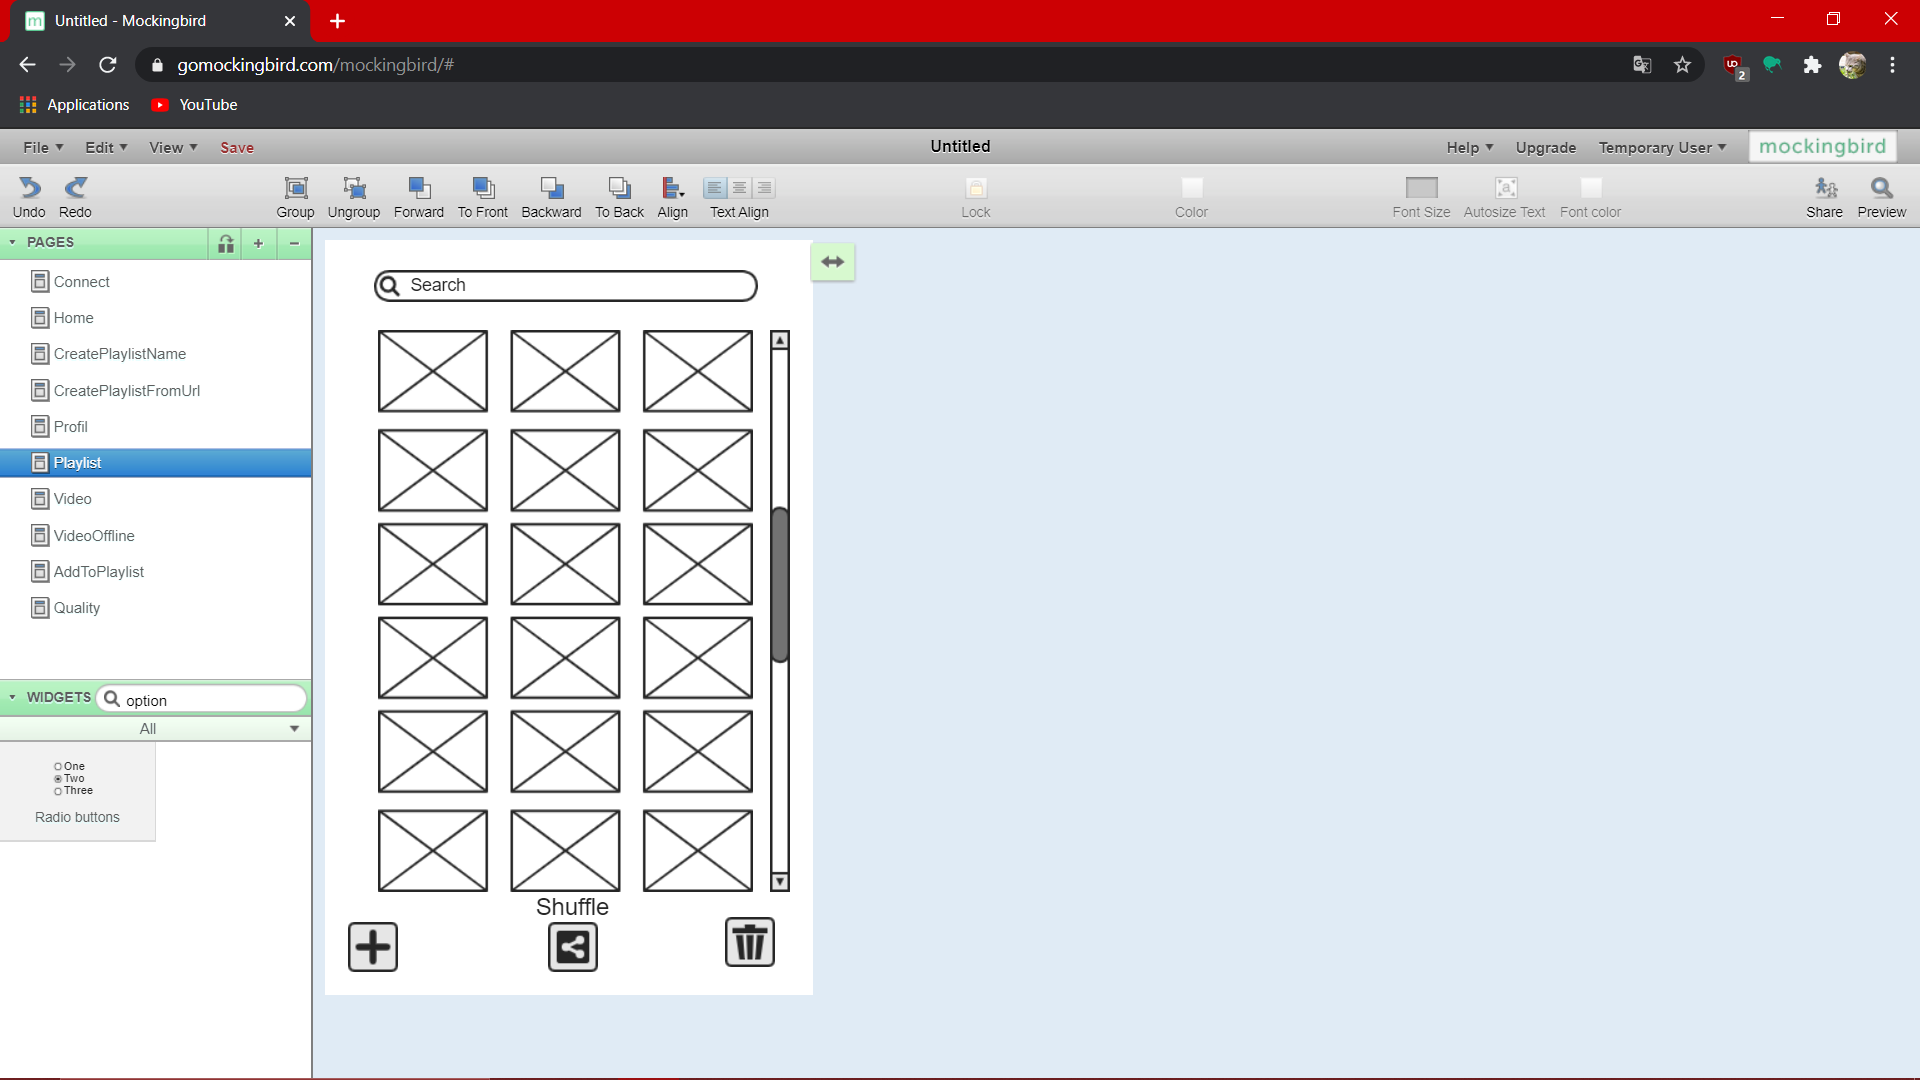 Untitled - Mockingbird
gomockingbird.com/mockingbird/#
2
Applications
YouTube
File Edit View Save
Untitled
Help Upgrade Temporary User
mockingbird
Undo Redo
Group Ungroup Forward To Front Backward To Back Align Text Align
Lock
Color
Font Size Autosize Text Font color
Share Preview
PAGES
Connect
Home
CreatePlaylistName
CreatePlaylistFromUrl
Profil
Playlist
Video
VideoOffline
AddToPlaylist
Quality
WIDGETS option
All
One
Two
Three
Radio buttons
Search
Shuffle